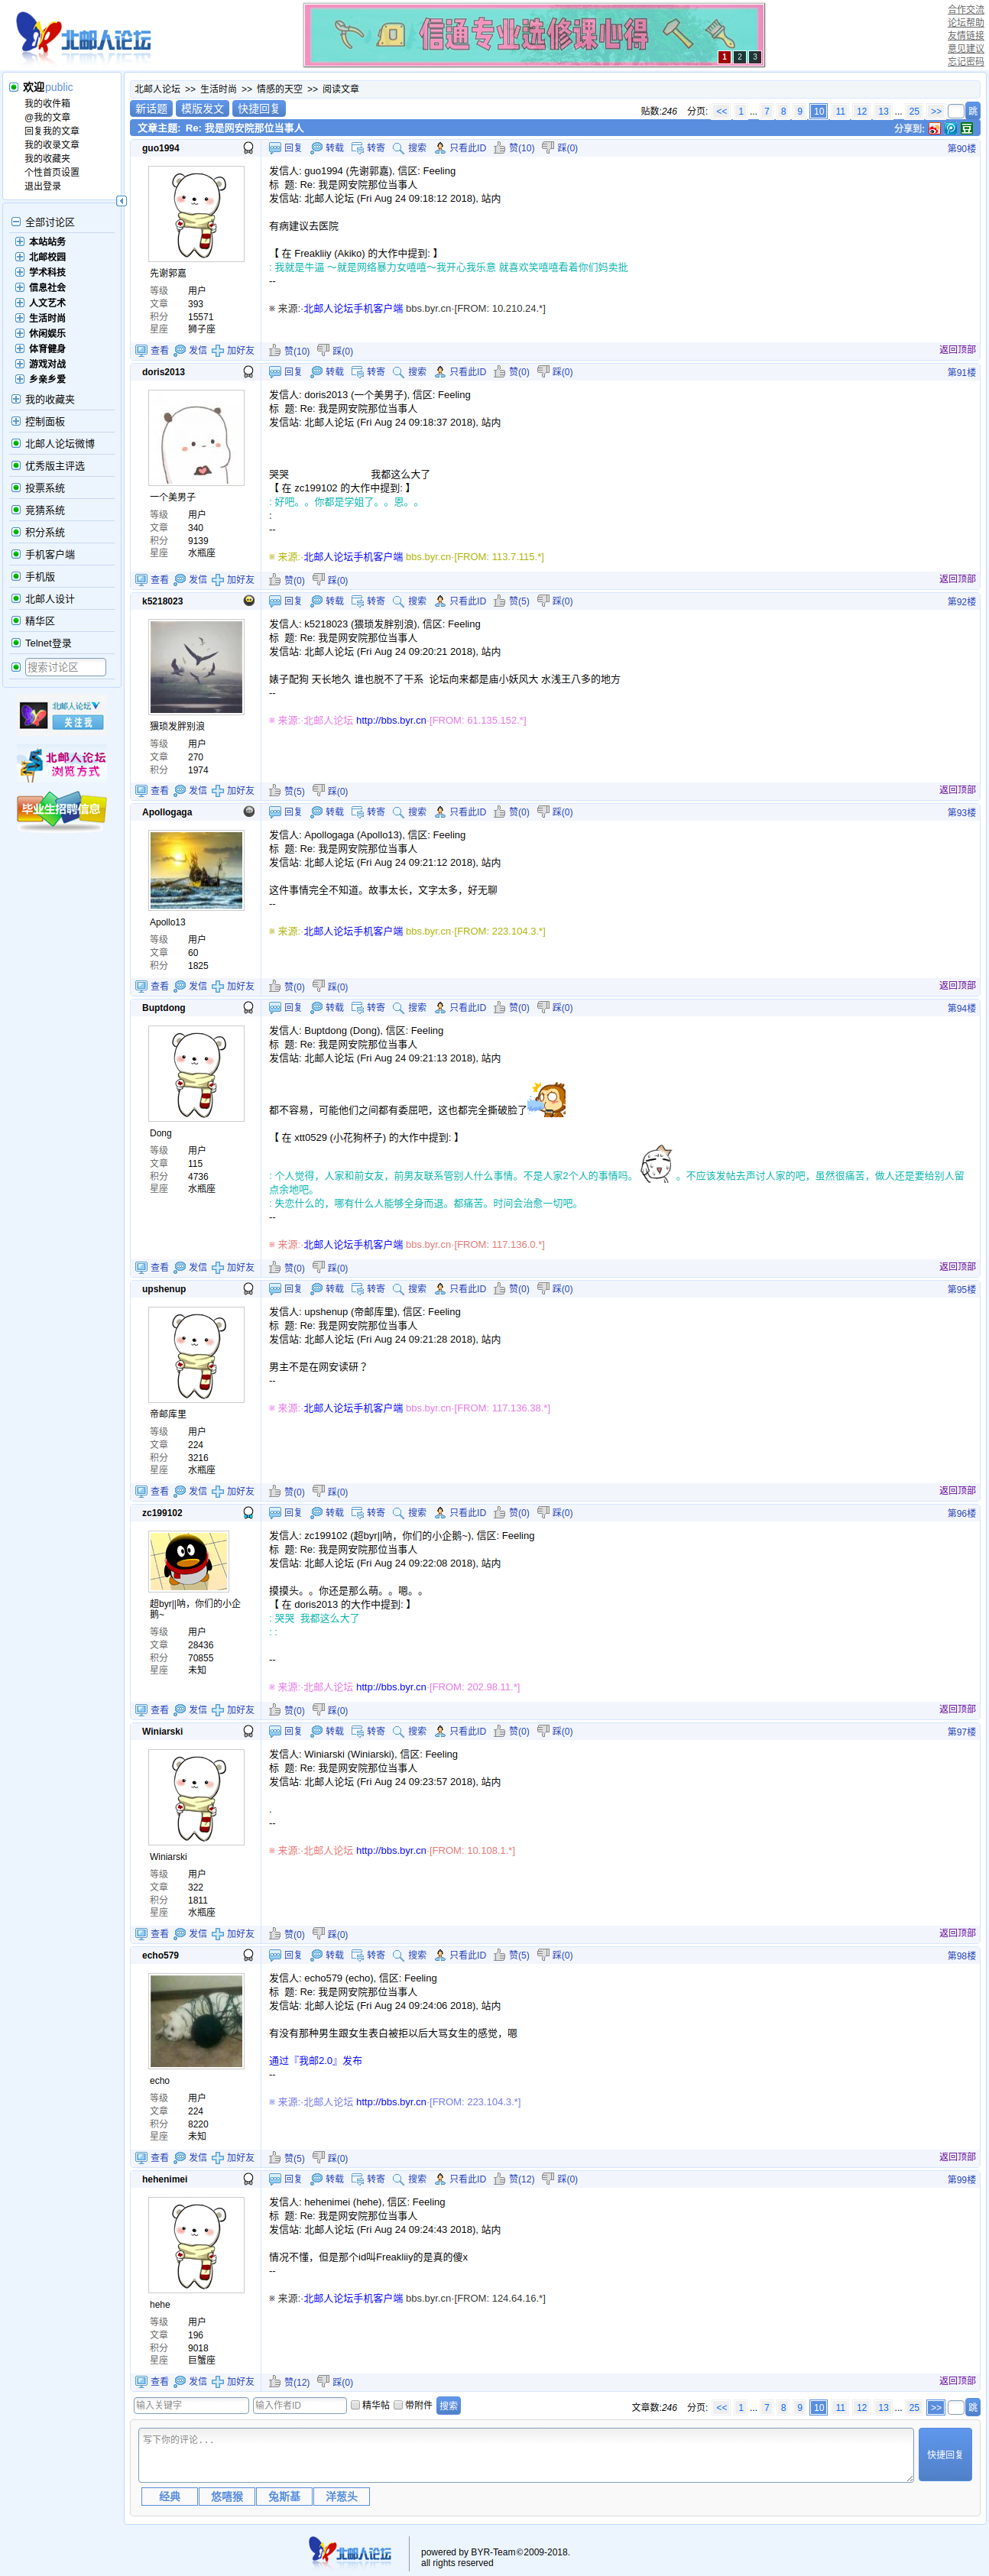 北邮人论坛
信通专业选修课心得
1 2 3
合作交流
论坛帮助
友情链接
意见建议
忘记密码
欢迎public
我的收件箱
@我的文章
回复我的文章
我的收录文章
我的收藏夹
个性首页设置
退出登录
全部讨论区
本站站务
北邮校园
学术科技
信息社会
人文艺术
生活时尚
休闲娱乐
体育健身
游戏对战
乡亲乡爱
我的收藏夹
控制面板
北邮人论坛微博
优秀版主评选
投票系统
竞猜系统
积分系统
手机客户端
手机版
北邮人设计
精华区
Telnet登录
搜索讨论区
北邮人论坛
关注我
北邮人论坛
浏览方式
毕业生招聘信息
北邮人论坛 >> 生活时尚 >> 情感的天空 >> 阅读文章
新话题 模版发文 快捷回复
贴数:246 分页: << 1 ... 7 8 9 10 11 12 13 ... 25 >> 跳
文章主题: Re: 我是网安院那位当事人
分享到:
guo1994
回复 转载 转寄 搜索 只看此ID 赞(10) 踩(0) 第90楼
先谢郭嘉
等级 用户
文章 393
积分 15571
星座 狮子座
发信人: guo1994 (先谢郭嘉), 信区: Feeling
标 题: Re: 我是网安院那位当事人
发信站: 北邮人论坛 (Fri Aug 24 09:18:12 2018), 站内
有病建议去医院
【 在 Freakliiy (Akiko) 的大作中提到: 】
: 我就是牛逼 ～就是网络暴力女嘻嘻～我开心我乐意 就喜欢笑嘻嘻看着你们妈卖批
--
※ 来源:·北邮人论坛手机客户端 bbs.byr.cn·[FROM: 10.210.24.*]
查看 发信 加好友 赞(10) 踩(0) 返回顶部
doris2013
回复 转载 转寄 搜索 只看此ID 赞(0) 踩(0) 第91楼
一个美男子
等级 用户
文章 340
积分 9139
星座 水瓶座
发信人: doris2013 (一个美男子), 信区: Feeling
标 题: Re: 我是网安院那位当事人
发信站: 北邮人论坛 (Fri Aug 24 09:18:37 2018), 站内
哭哭 我都这么大了
【 在 zc199102 的大作中提到: 】
: 好吧。。你都是学姐了。。恩。。
:
--
※ 来源:·北邮人论坛手机客户端 bbs.byr.cn·[FROM: 113.7.115.*]
查看 发信 加好友 赞(0) 踩(0) 返回顶部
k5218023
回复 转载 转寄 搜索 只看此ID 赞(5) 踩(0) 第92楼
猥琐发胖别浪
等级 用户
文章 270
积分 1974
发信人: k5218023 (猥琐发胖别浪), 信区: Feeling
标 题: Re: 我是网安院那位当事人
发信站: 北邮人论坛 (Fri Aug 24 09:20:21 2018), 站内
婊子配狗 天长地久 谁也脱不了干系 论坛向来都是庙小妖风大 水浅王八多的地方
--
※ 来源:·北邮人论坛 http://bbs.byr.cn·[FROM: 61.135.152.*]
查看 发信 加好友 赞(5) 踩(0) 返回顶部
Apollogaga
回复 转载 转寄 搜索 只看此ID 赞(0) 踩(0) 第93楼
Apollo13
等级 用户
文章 60
积分 1825
发信人: Apollogaga (Apollo13), 信区: Feeling
标 题: Re: 我是网安院那位当事人
发信站: 北邮人论坛 (Fri Aug 24 09:21:12 2018), 站内
这件事情完全不知道。故事太长，文字太多，好无聊
--
※ 来源:·北邮人论坛手机客户端 bbs.byr.cn·[FROM: 223.104.3.*]
查看 发信 加好友 赞(0) 踩(0) 返回顶部
Buptdong
回复 转载 转寄 搜索 只看此ID 赞(0) 踩(0) 第94楼
Dong
等级 用户
文章 115
积分 4736
星座 水瓶座
发信人: Buptdong (Dong), 信区: Feeling
标 题: Re: 我是网安院那位当事人
发信站: 北邮人论坛 (Fri Aug 24 09:21:13 2018), 站内
都不容易，可能他们之间都有委屈吧，这也都完全撕破脸了
【 在 xtt0529 (小花狗杯子) 的大作中提到: 】
: 个人觉得，人家和前女友，前男友联系管别人什么事情。不是人家2个人的事情吗。 。不应该发帖去声讨人家的吧，虽然很痛苦，做人还是要给别人留点余地吧。
: 失恋什么的，哪有什么人能够全身而退。都痛苦。时间会治愈一切吧。
--
※ 来源:·北邮人论坛手机客户端 bbs.byr.cn·[FROM: 117.136.0.*]
查看 发信 加好友 赞(0) 踩(0) 返回顶部
upshenup
回复 转载 转寄 搜索 只看此ID 赞(0) 踩(0) 第95楼
帝邮库里
等级 用户
文章 224
积分 3216
星座 水瓶座
发信人: upshenup (帝邮库里), 信区: Feeling
标 题: Re: 我是网安院那位当事人
发信站: 北邮人论坛 (Fri Aug 24 09:21:28 2018), 站内
男主不是在网安读研？
--
※ 来源:·北邮人论坛手机客户端 bbs.byr.cn·[FROM: 117.136.38.*]
查看 发信 加好友 赞(0) 踩(0) 返回顶部
zc199102
回复 转载 转寄 搜索 只看此ID 赞(0) 踩(0) 第96楼
超byr||呐，你们的小企鹅~
等级 用户
文章 28436
积分 70855
星座 未知
发信人: zc199102 (超byr||呐，你们的小企鹅~), 信区: Feeling
标 题: Re: 我是网安院那位当事人
发信站: 北邮人论坛 (Fri Aug 24 09:22:08 2018), 站内
摸摸头。。你还是那么萌。。嗯。。
【 在 doris2013 的大作中提到: 】
: 哭哭 我都这么大了
: :
--
※ 来源:·北邮人论坛 http://bbs.byr.cn·[FROM: 202.98.11.*]
查看 发信 加好友 赞(0) 踩(0) 返回顶部
Winiarski
回复 转载 转寄 搜索 只看此ID 赞(0) 踩(0) 第97楼
Winiarski
等级 用户
文章 322
积分 1811
星座 水瓶座
发信人: Winiarski (Winiarski), 信区: Feeling
标 题: Re: 我是网安院那位当事人
发信站: 北邮人论坛 (Fri Aug 24 09:23:57 2018), 站内
.
--
※ 来源:·北邮人论坛 http://bbs.byr.cn·[FROM: 10.108.1.*]
查看 发信 加好友 赞(0) 踩(0) 返回顶部
echo579
回复 转载 转寄 搜索 只看此ID 赞(5) 踩(0) 第98楼
echo
等级 用户
文章 224
积分 8220
星座 未知
发信人: echo579 (echo), 信区: Feeling
标 题: Re: 我是网安院那位当事人
发信站: 北邮人论坛 (Fri Aug 24 09:24:06 2018), 站内
有没有那种男生跟女生表白被拒以后大骂女生的感觉，嗯
通过『我邮2.0』发布
--
※ 来源:·北邮人论坛 http://bbs.byr.cn·[FROM: 223.104.3.*]
查看 发信 加好友 赞(5) 踩(0) 返回顶部
hehenimei
回复 转载 转寄 搜索 只看此ID 赞(12) 踩(0) 第99楼
hehe
等级 用户
文章 196
积分 9018
星座 巨蟹座
发信人: hehenimei (hehe), 信区: Feeling
标 题: Re: 我是网安院那位当事人
发信站: 北邮人论坛 (Fri Aug 24 09:24:43 2018), 站内
情况不懂，但是那个id叫Freakliiy的是真的傻x
--
※ 来源:·北邮人论坛手机客户端 bbs.byr.cn·[FROM: 124.64.16.*]
查看 发信 加好友 赞(12) 踩(0) 返回顶部
输入关键字 输入作者ID 精华帖 带附件 搜索
文章数:246 分页: << 1 ... 7 8 9 10 11 12 13 ... 25 >> 跳
写下你的评论...
快捷回复
经典 悠嘻猴 兔斯基 洋葱头
北邮人论坛
powered by BYR-Team©2009-2018.
all rights reserved